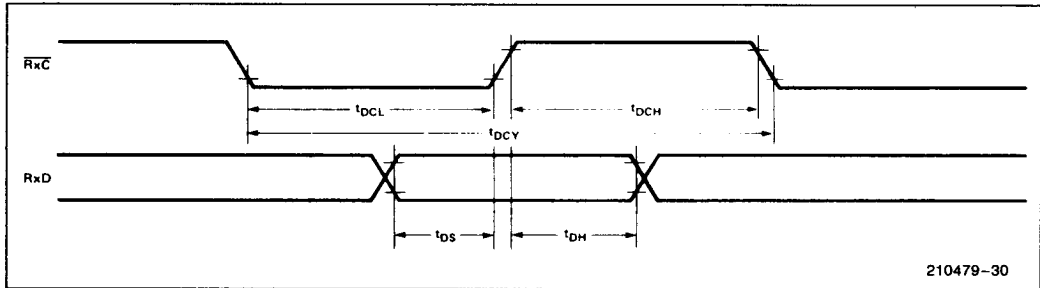 RxC
tDCL
tDCH
tDCY
RxD
tDS
tDH
210479-30